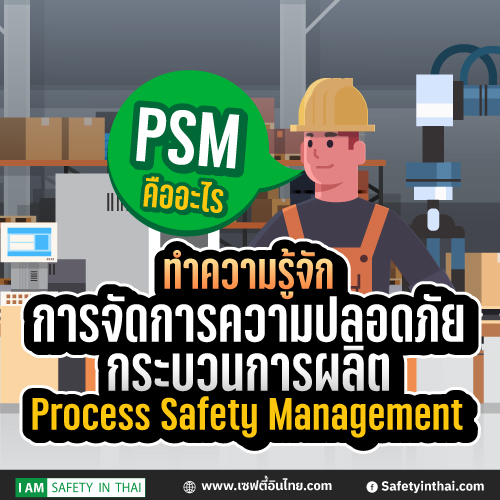 PSM
คืออะไร
ทำความรู้จัก
การจัดการความปลอดภัย
กระบวนการผลิต
Process Safety Management
I AM SAFETY IN THAI
www.เซฟตี้อินไทย.com
Safetyinthai.com